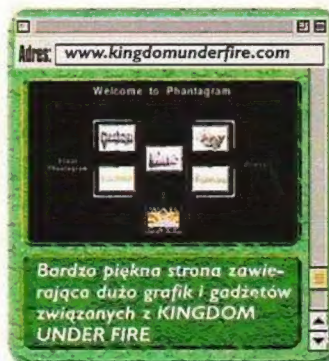 Adres: www.kingdomunderfire.com
Welcome to Phantagram
Bardzo piękna strona zawie-
rająca dużo grafik i gadżetów
związanych z KINGDOM
UNDER FIRE